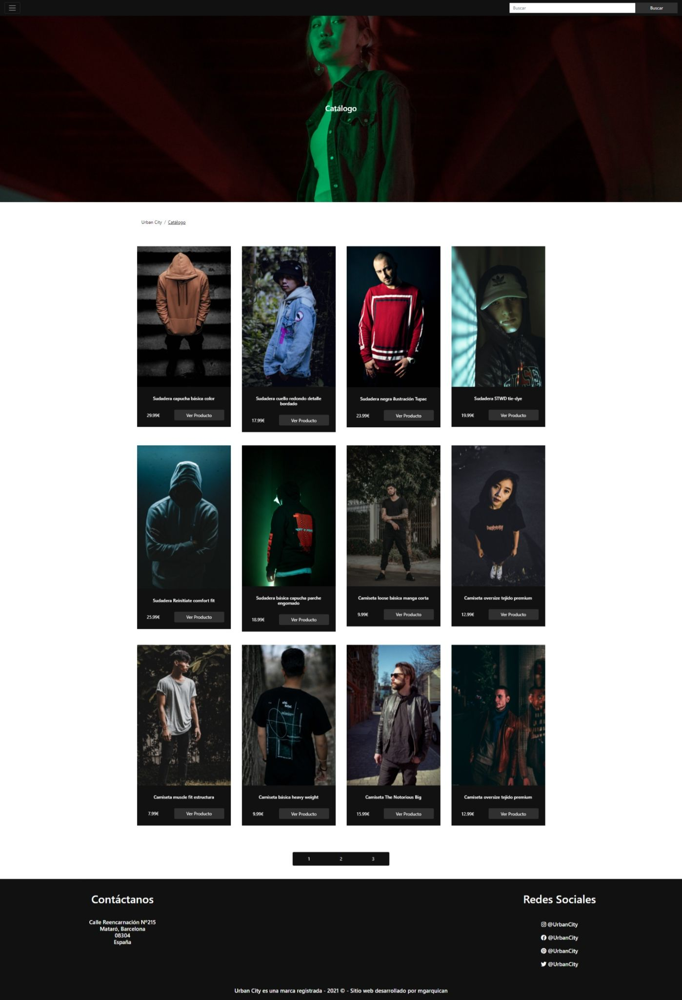 Buscar
Buscar
Catálogo
Urban City / Catálogo
Sudadera capucha básica color
29.99€
Ver Producto
Sudadera cuello redondo detalle
bordado
17.99€
Ver Producto
Sudadera negra ilustración Tupac
23.99€
Ver Producto
Sudadera STWD tie-dye
19.99€
Ver Producto
Sudadera Reinitiate comfort fit
25.99€
Ver Producto
Sudadera básica capucha parche
engomado
18.99€
Ver Producto
Camiseta loose básica manga corta
9.99€
Ver Producto
Camiseta oversize tejido premium
12.99€
Ver Producto
Camiseta muscle fit estructura
7.99€
Ver Producto
Camiseta básica heavy weight
9.99€
Ver Producto
Camiseta The Notorious Big
15.99€
Ver Producto
Camiseta oversize tejido premium
12.99€
Ver Producto
1 2 3
Contáctanos
Calle Reencarnación Nº215
Mataró, Barcelona
08304
España
Redes Sociales
@UrbanCity
@UrbanCity
@UrbanCity
@UrbanCity
Urban City es una marca registrada - 2021 © - Sitio web desarrollado por mgarquican